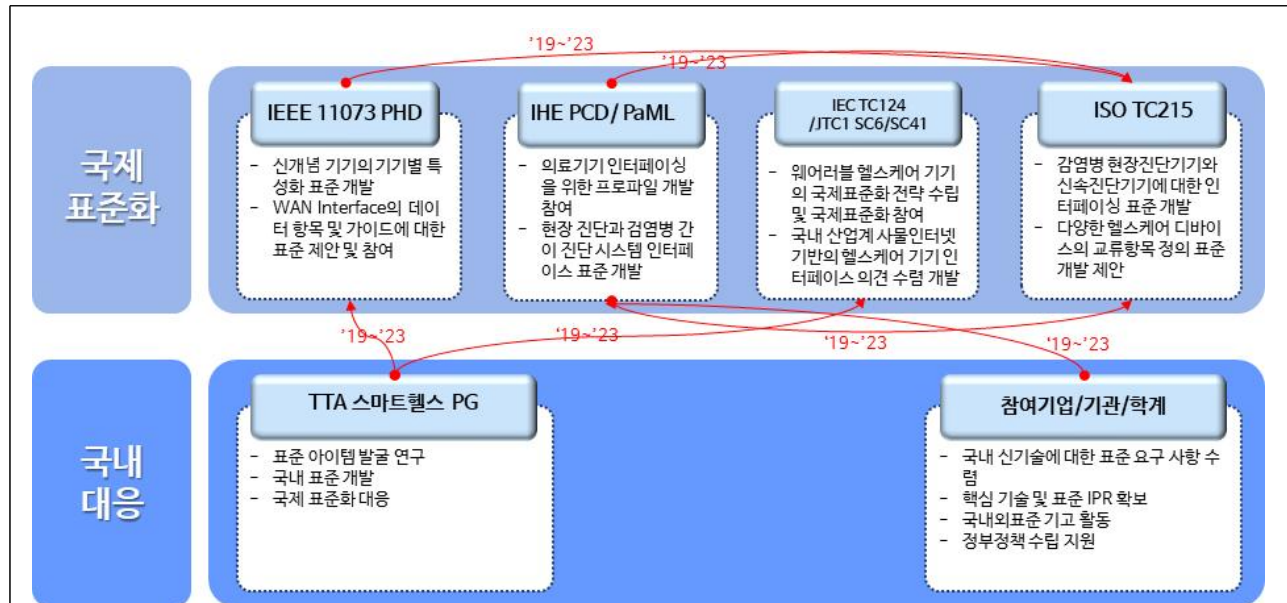 '19~'23
'19~'23
국제
표준화
IEEE 11073 PHD
- 신개념 기기의 기기별 특
성화 표준 개발
- WAN Interface의 데이
터 항목 및 가이드에 대한
표준 제안 및 참여
IHE PCD/ PaML
- 의료기기 인터페이싱
을 위한 프로파일 개발
참여
- 현장 진단과 검염병 간
이 진단 시스템 인터페
이스 표준 개발
IEC TC124
/JTC1 SC6/SC41
- 웨어러블 헬스케어 기기
의 국제표준화 전략 수립
및 국제표준화 참여
- 국내 산업계 사물인터넷
기반의 헬스케어 기기 인
터페이스 의견 수렴 개발
ISO TC215
- 감염병 현장진단기기와
신속진단기기에 대한 인
터페이싱 표준 개발
- 다양한 헬스케어 디바이
스의 교류항목 정의 표준
개발 제안
'19~'23
'19~'23
'19~'23
'19~'23
국내
대응
TTA 스마트헬스 PG
- 표준 아이템 발굴 연구
- 국내 표준 개발
- 국제 표준화 대응
참여기업/기관/학계
- 국내 신기술에 대한 표준 요구 사항 수
렴
- 핵심 기술 및 표준 IPR 확보
- 국내외표준 기고 활동
- 정부정책 수립 지원